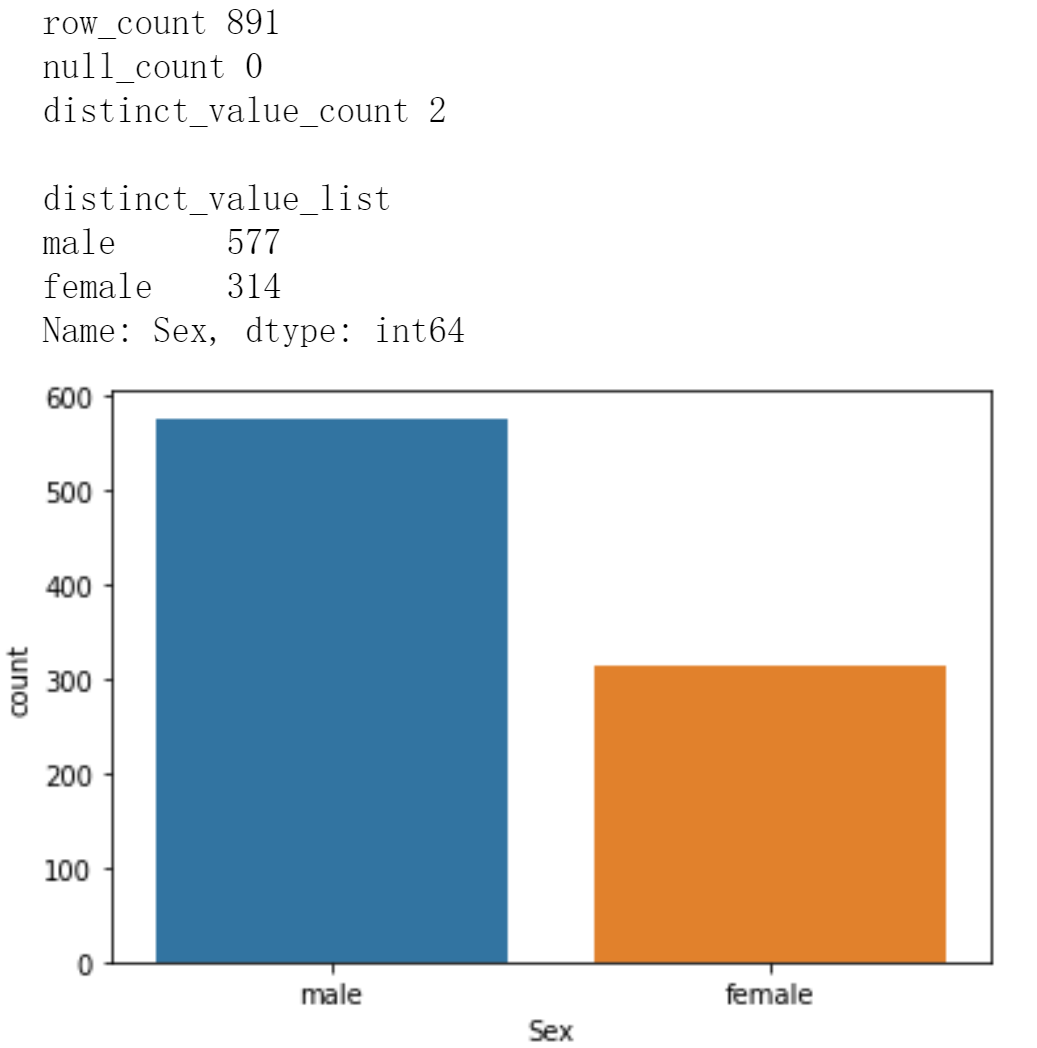 row_count 891
null_count 0
distinct_value_count 2
distinct_value_list
male 577
female 314
Name: Sex, dtype: int64
600
500
400
300
200
100
0
count
male female
Sex